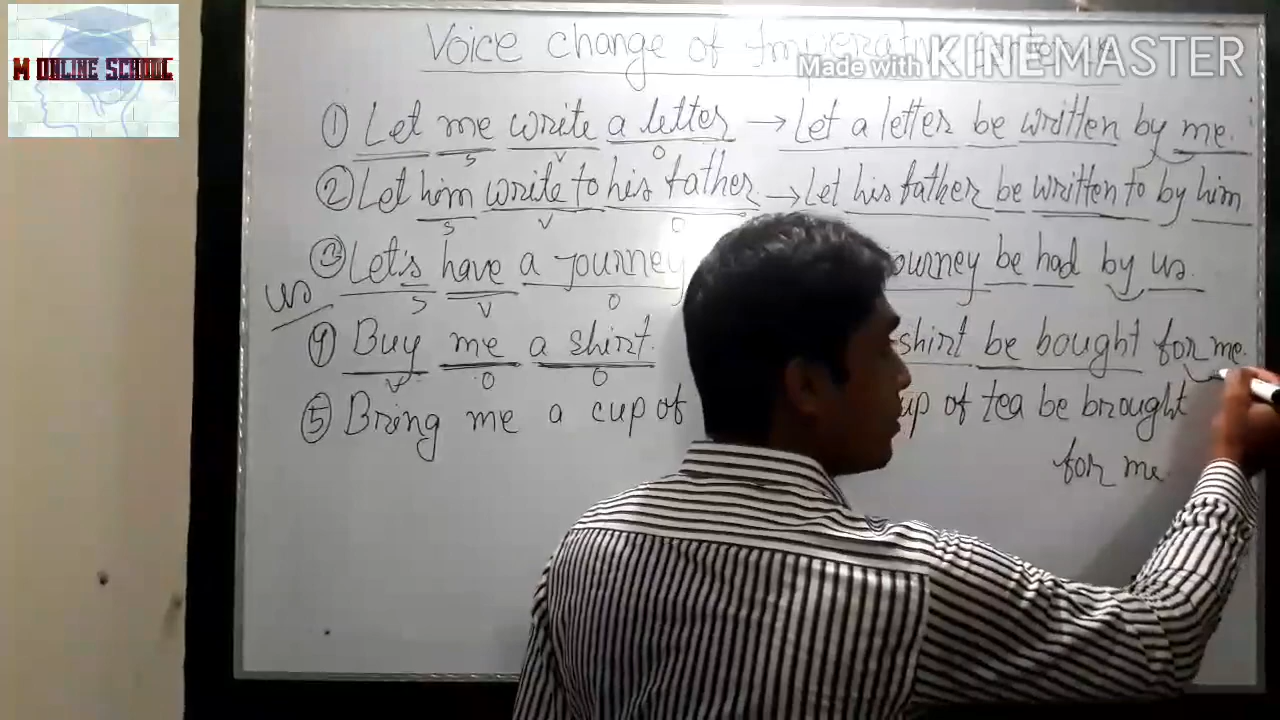 M ONLINE SCHOOL
Voice change of
Made with KINEMASTER
① Let me write a letter → Let a letter be written by me.
S V O
② Let him write to his father. → Let his father be written to by him
S V O
③ Let's have a journey ourney be had by us.
us S V O
④ Buy me a shirt. shirt be bought for me.
V O O
⑤ Bring me a cup of up of tea be brought
for me.